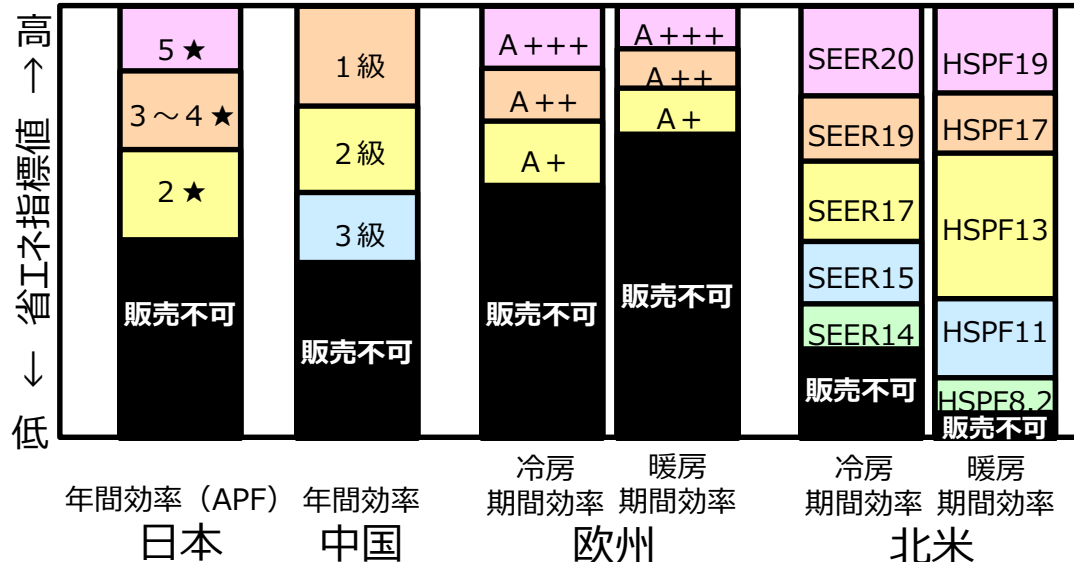 高
← 省エネ指標値 →
低
5★
3～4★
2★
販売不可
年間効率（APF）
日本
1級
2級
3級
販売不可
年間効率
中国
A+++
A++
A+
販売不可
冷房
期間効率
A+++
A++
A+
販売不可
暖房
期間効率
欧州
SEER20
SEER19
SEER17
SEER15
SEER14
販売不可
冷房
期間効率
HSPF19
HSPF17
HSPF13
HSPF11
HSPF8.2
販売不可
暖房
期間効率
北米